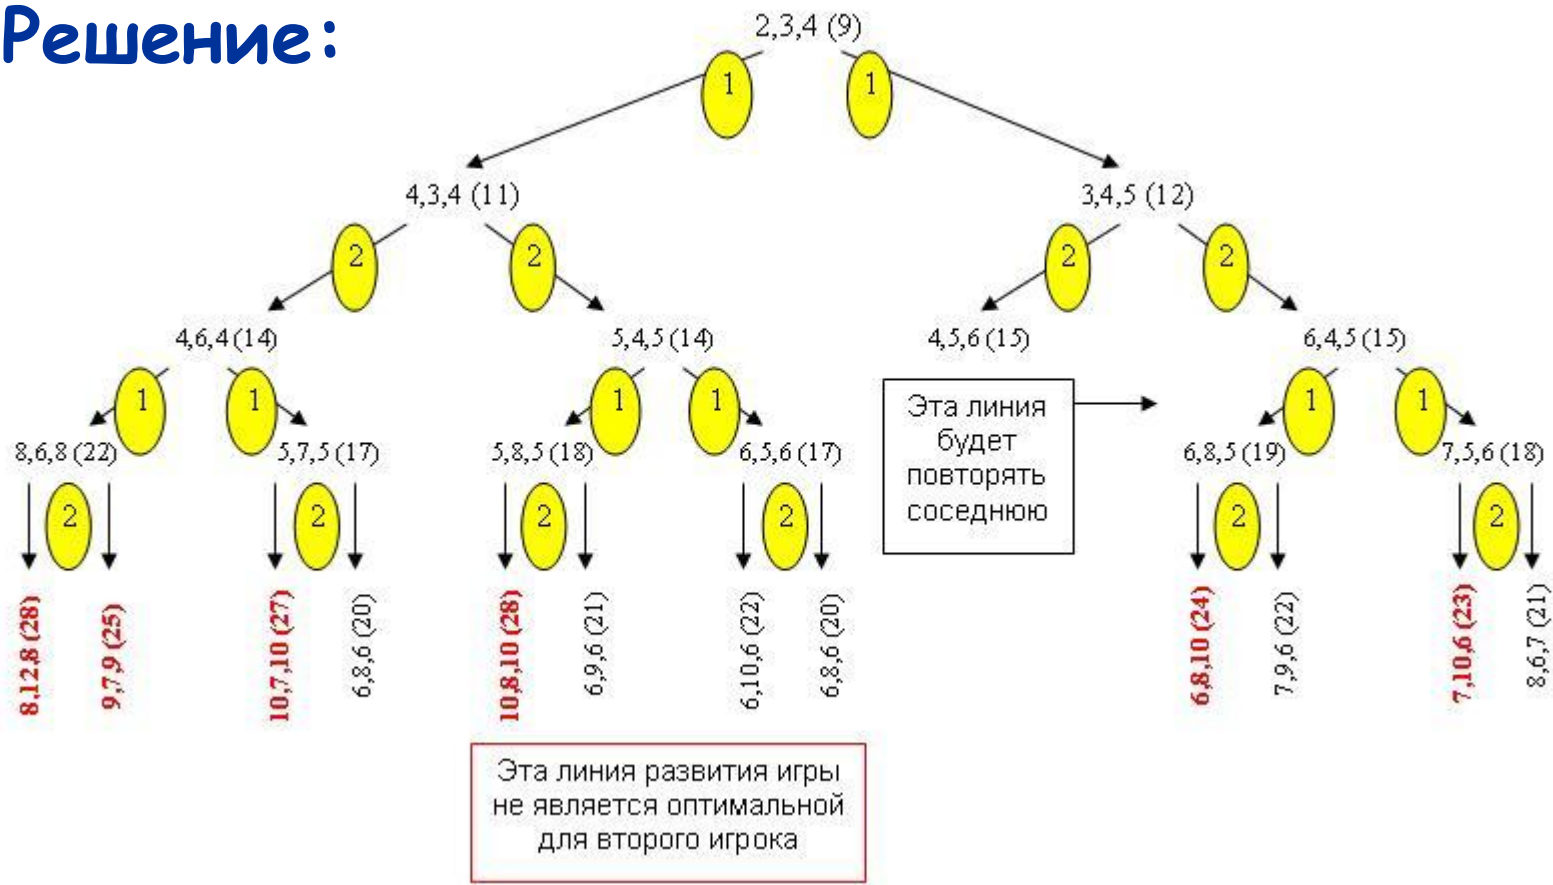 Решение:
2,3,4 (9)
1 1
4,3,4 (11) 3,4,5 (12)
2 2 2 2
4,6,4 (14) 5,4,5 (14) 4,5,6 (15) 6,4,5 (15)
1 1 1 1 1 1
Эта линия
будет
повторять
соседнюю
8,6,8 (22) 5,7,5 (17) 5,8,5 (18) 6,5,6 (17) 6,8,5 (19) 7,5,6 (18)
2 2 2 2 2 2
8,12,8 (28)
9,7,9 (25)
10,7,10 (27)
6,8,6 (20)
10,8,10 (28)
6,9,6 (21)
6,10,6 (22)
6,8,6 (20)
6,8,10 (24)
7,9,6 (22)
7,10,6 (23)
8,6,7 (21)
Эта линия развития игры
не является оптимальной
для второго игрока